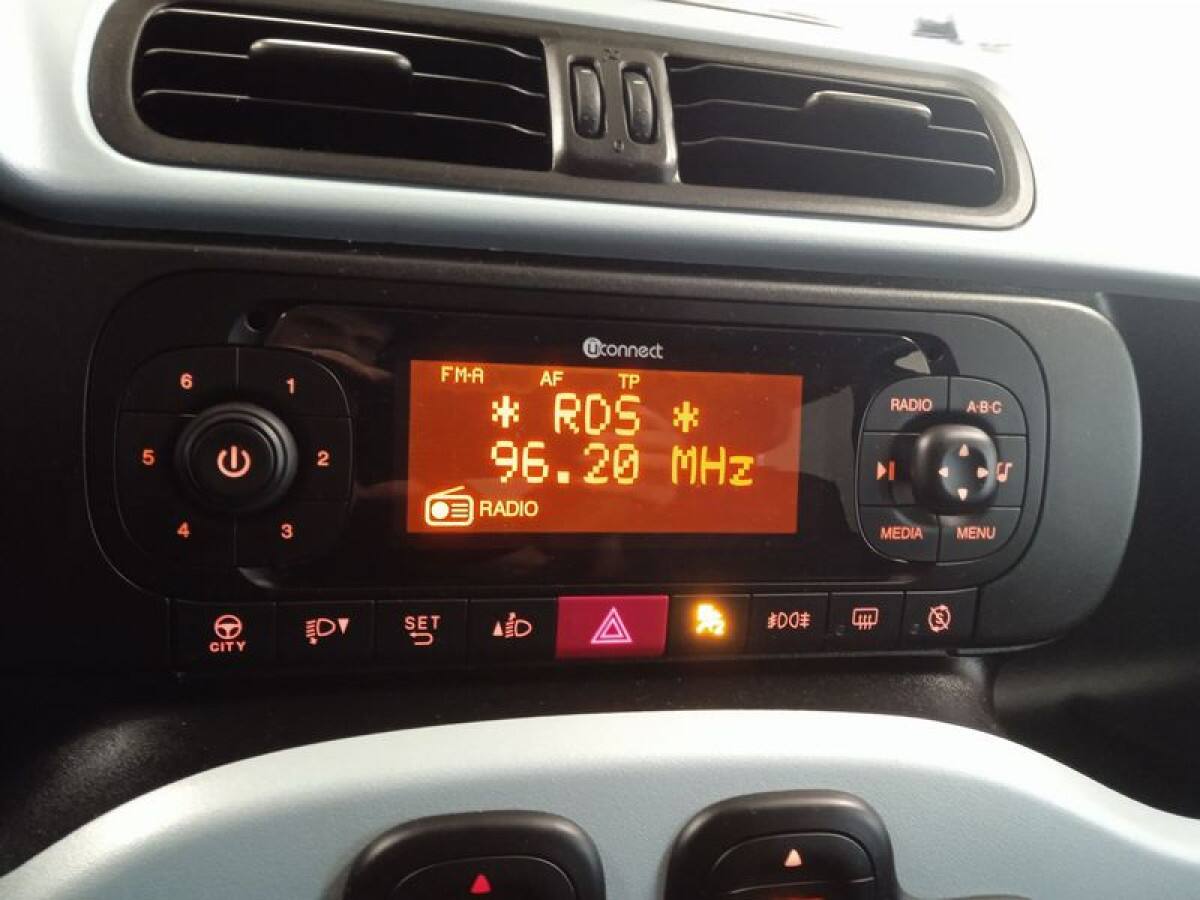 uconnect
FM-A AF TP
* RDS *
96.20 MHz
RADIO
6 1
5 2
4 3
RADIO A·B·C
MEDIA MENU
CITY
SET